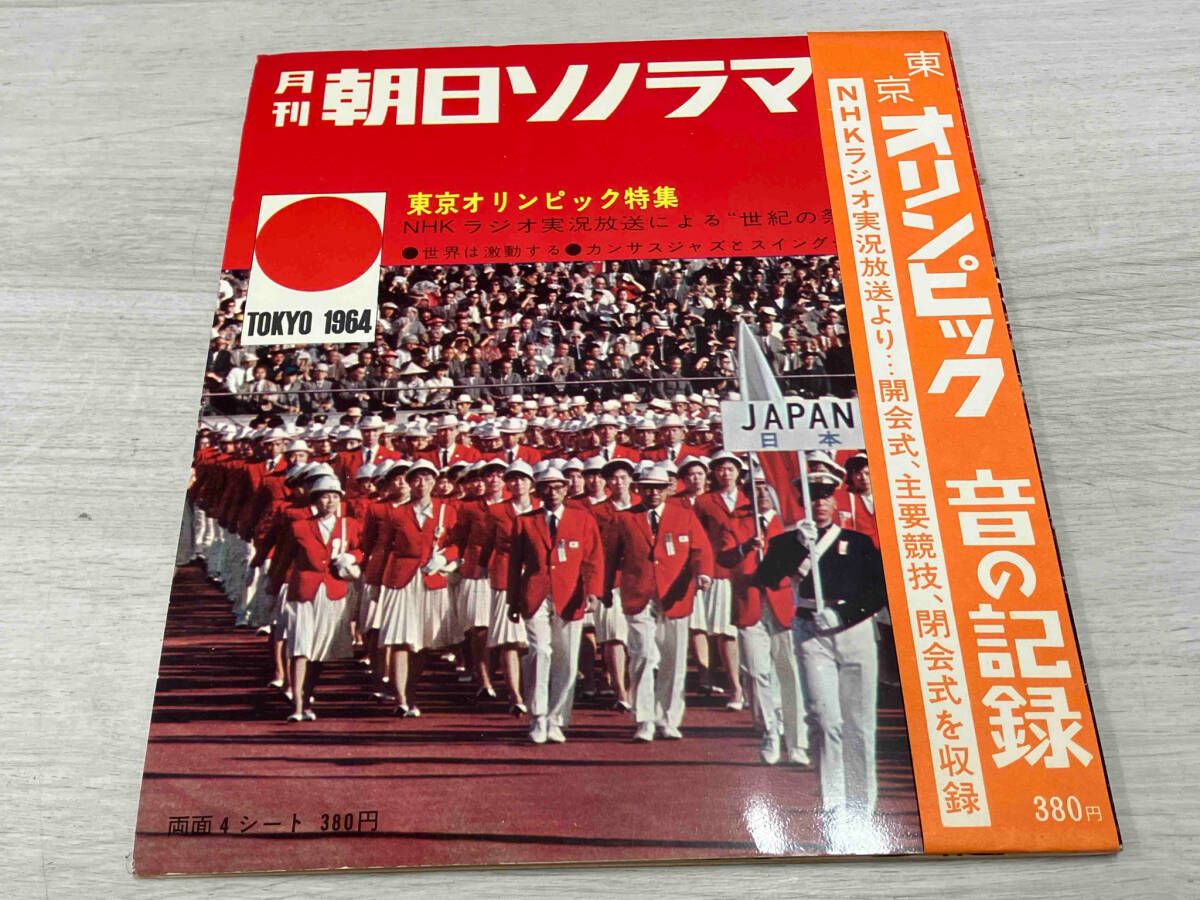 月刊
朝日ソノラマ
東京オリンピック特集
NHKラジオ実況放送による“世紀の祭
●世界は激動する●カンサスジャズとスイング・
TOKYO 1964
JAPAN
日本
両面4シート 380円
東京オリンピック 音の記録
NHKラジオ実況放送より…開会式、主要競技、閉会式を収録
380円